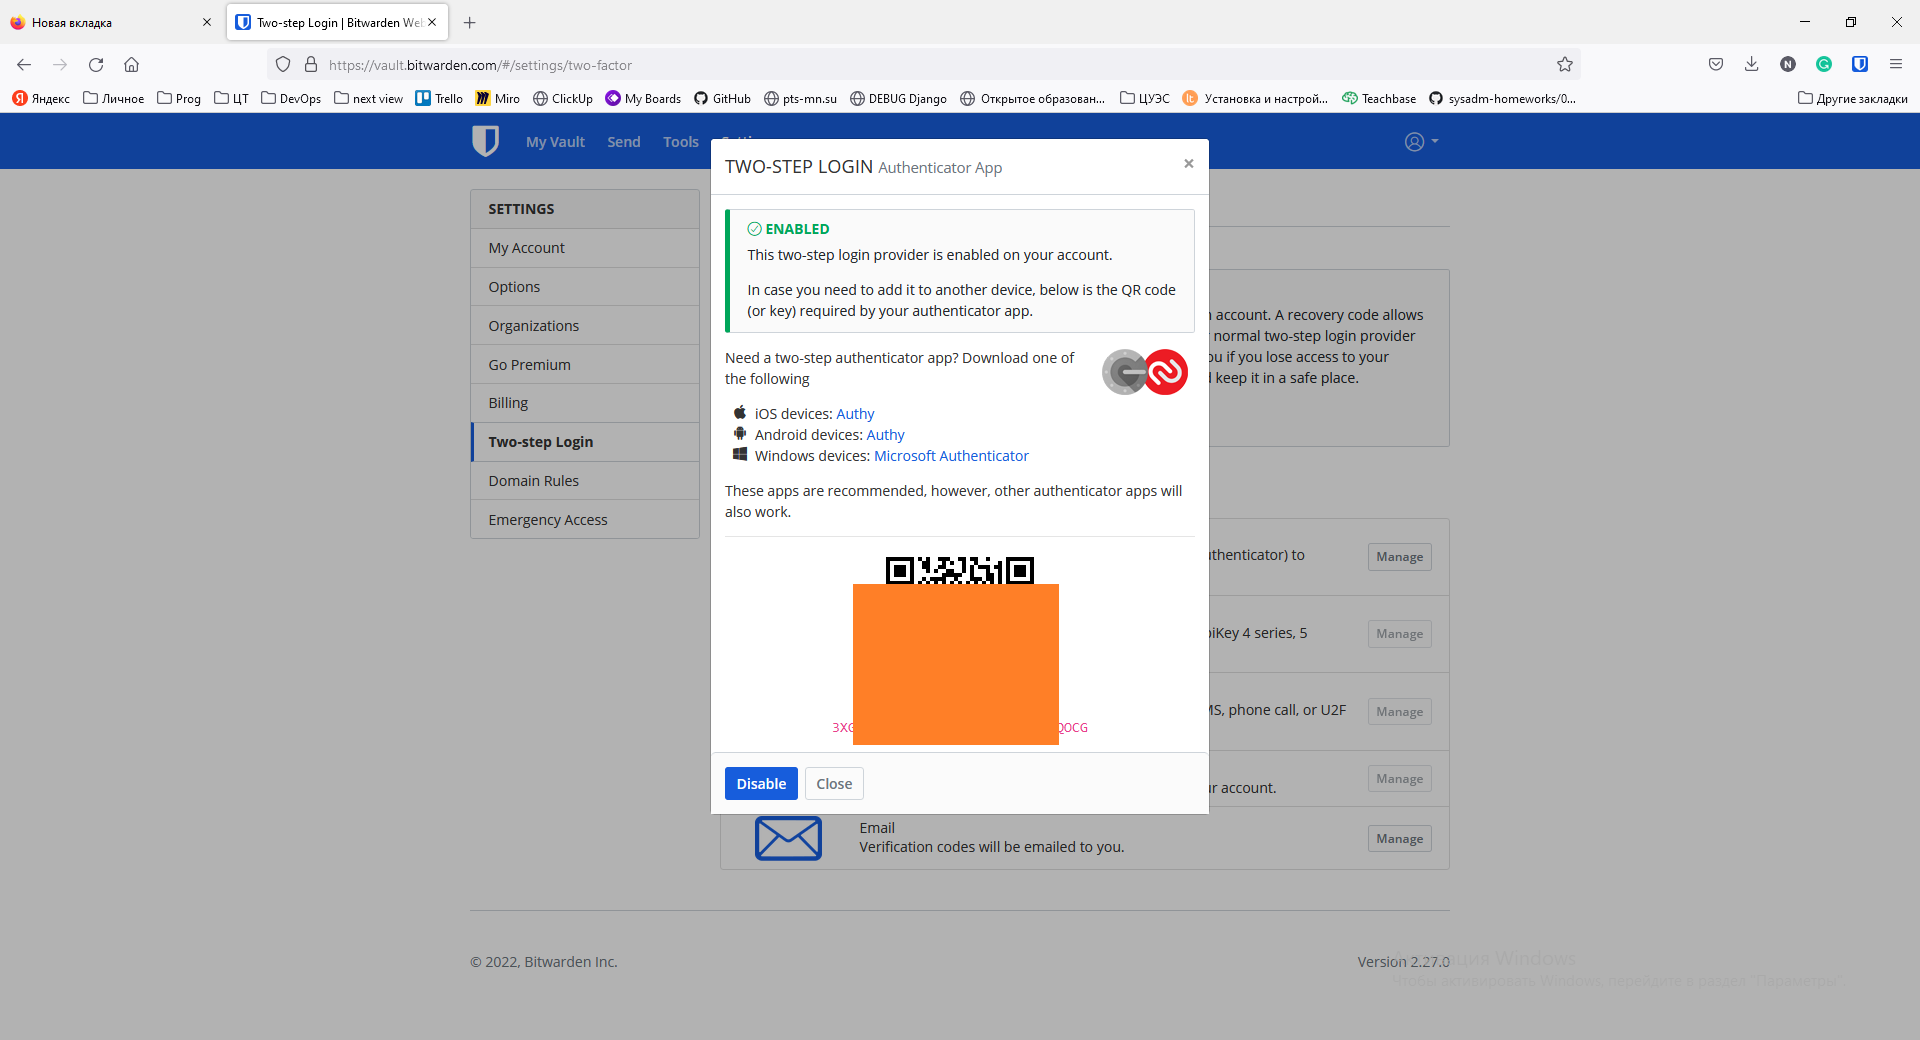 Новая вкладка
Two-step Login | Bitwarden Web
https://vault.bitwarden.com/#/settings/two-factor
Яндекс Личное Prog ЦТ DevOps next view Trello Miro ClickUp My Boards GitHub pts-mn.su DEBUG Django Открытое образован... ЦУЭС Установка и настрой... Teachbase sysadm-homeworks/0... Другие закладки
My Vault Send Tools
TWO-STEP LOGIN Authenticator App
SETTINGS
My Account
Options
Organizations
Go Premium
Billing
Two-step Login
Domain Rules
Emergency Access
ENABLED
This two-step login provider is enabled on your account.
In case you need to add it to another device, below is the QR code
(or key) required by your authenticator app.
Need a two-step authenticator app? Download one of
the following
iOS devices: Authy
Android devices: Authy
Windows devices: Microsoft Authenticator
These apps are recommended, however, other authenticator apps will
also work.
3XG
QOCG
Disable Close
account. A recovery code allows
normal two-step login provider
if you lose access to your
keep it in a safe place.
to
Manage
4 series, 5
Manage
phone call, or U2F
Manage
account.
Manage
Email
Verification codes will be emailed to you.
Manage
© 2022, Bitwarden Inc.
Version 2.27.0
Windows
Чтобы активировать Windows, перейдите в раздел "Параметры".